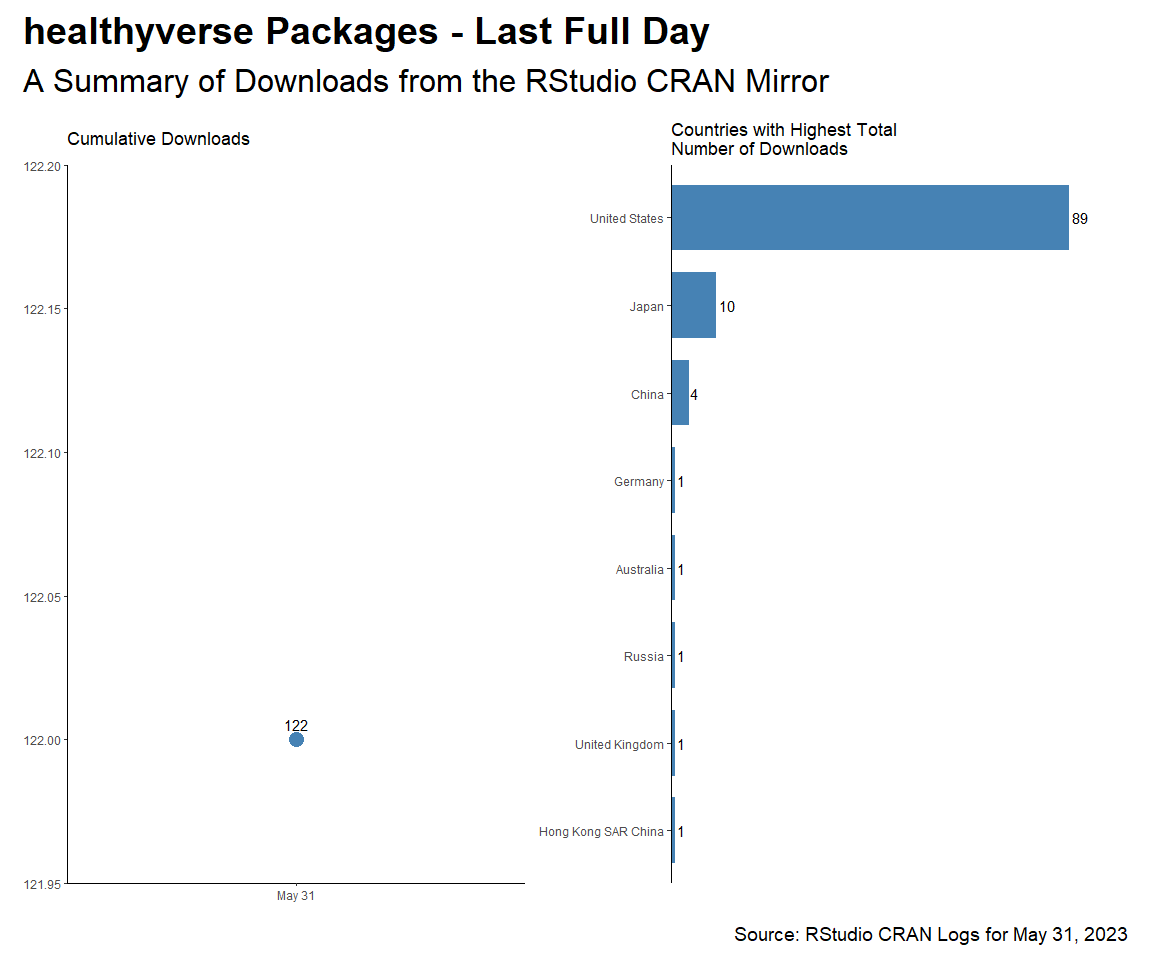 healthyverse Packages - Last Full Day
A Summary of Downloads from the RStudio CRAN Mirror
Cumulative Downloads
122.20
122.15
122.10
122.05
122.00
121.95
122
May 31
Countries with Highest Total
Number of Downloads
United States 89
Japan 10
China 4
Germany 1
Australia 1
Russia 1
United Kingdom 1
Hong Kong SAR China 1
Source: RStudio CRAN Logs for May 31, 2023